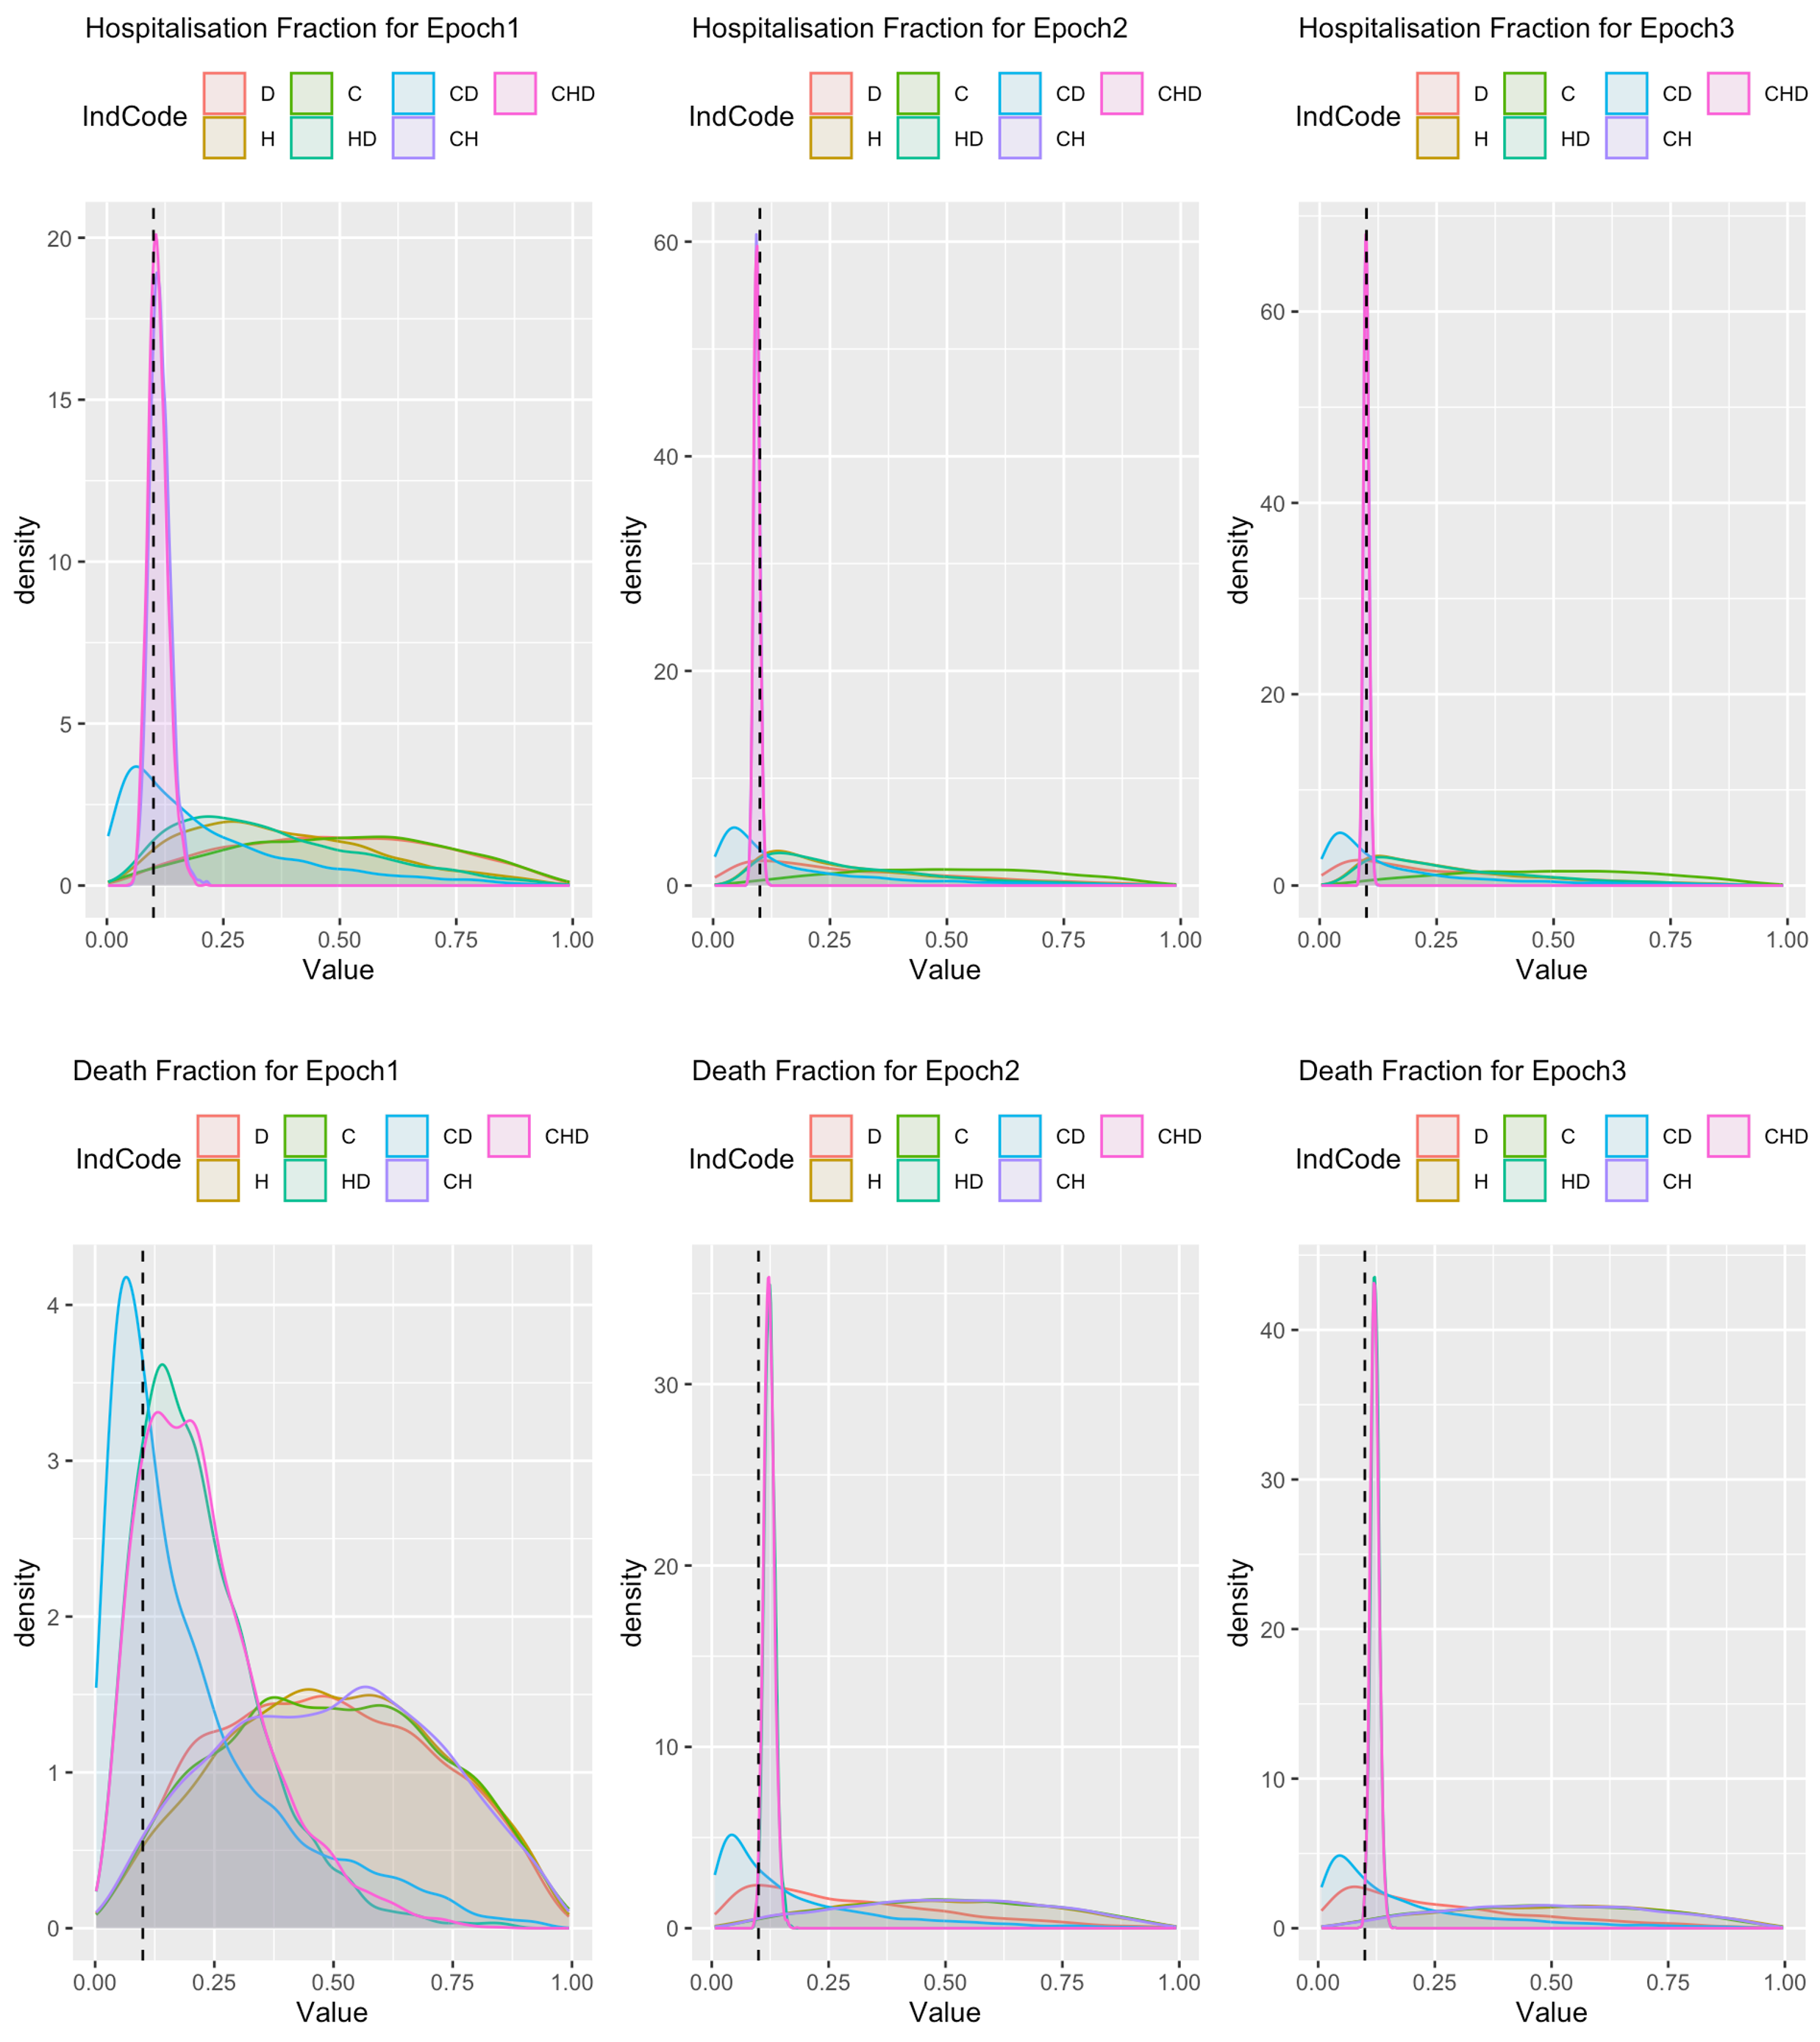 Hospitalisation Fraction for Epoch1
IndCode D C CD CHD
H HD CH
20
15
10
5
0
density
0.00 0.25 0.50 0.75 1.00
Value
Hospitalisation Fraction for Epoch2
IndCode D C CD CHD
H HD CH
60
40
20
0
density
0.00 0.25 0.50 0.75 1.00
Value
Hospitalisation Fraction for Epoch3
IndCode D C CD CHD
H HD CH
60
40
20
0
density
0.00 0.25 0.50 0.75 1.00
Value
Death Fraction for Epoch1
IndCode D C CD CHD
H HD CH
4
3
2
1
0
density
0.00 0.25 0.50 0.75 1.00
Value
Death Fraction for Epoch2
IndCode D C CD CHD
H HD CH
30
20
10
0
density
0.00 0.25 0.50 0.75 1.00
Value
Death Fraction for Epoch3
IndCode D C CD CHD
H HD CH
40
30
20
10
0
density
0.00 0.25 0.50 0.75 1.00
Value